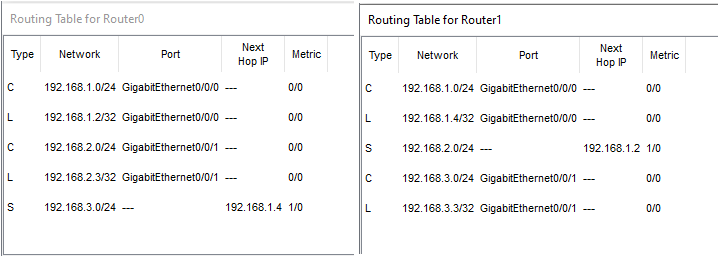 Routing Table for Router0
Type Network Port Next Hop IP Metric
C 192.168.1.0/24 GigabitEthernet0/0/0 --- 0/0
L 192.168.1.2/32 GigabitEthernet0/0/0 --- 0/0
C 192.168.2.0/24 GigabitEthernet0/0/1 --- 0/0
L 192.168.2.3/32 GigabitEthernet0/0/1 --- 0/0
S 192.168.3.0/24 --- 192.168.1.4 1/0
Routing Table for Router1
Type Network Port Next Hop IP Metric
C 192.168.1.0/24 GigabitEthernet0/0/0 --- 0/0
L 192.168.1.4/32 GigabitEthernet0/0/0 --- 0/0
S 192.168.2.0/24 --- 192.168.1.2 1/0
C 192.168.3.0/24 GigabitEthernet0/0/1 --- 0/0
L 192.168.3.3/32 GigabitEthernet0/0/1 --- 0/0